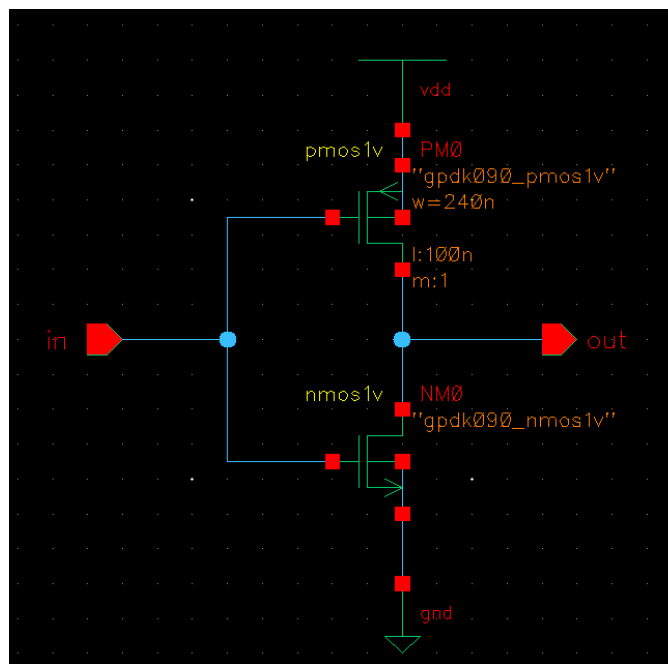 vdd
pmos1v PM0
"gpdk090_pmos1v"
w=240n
l:100n
m:1
in out
nmos1v NM0
"gpdk090_nmos1v"
gnd